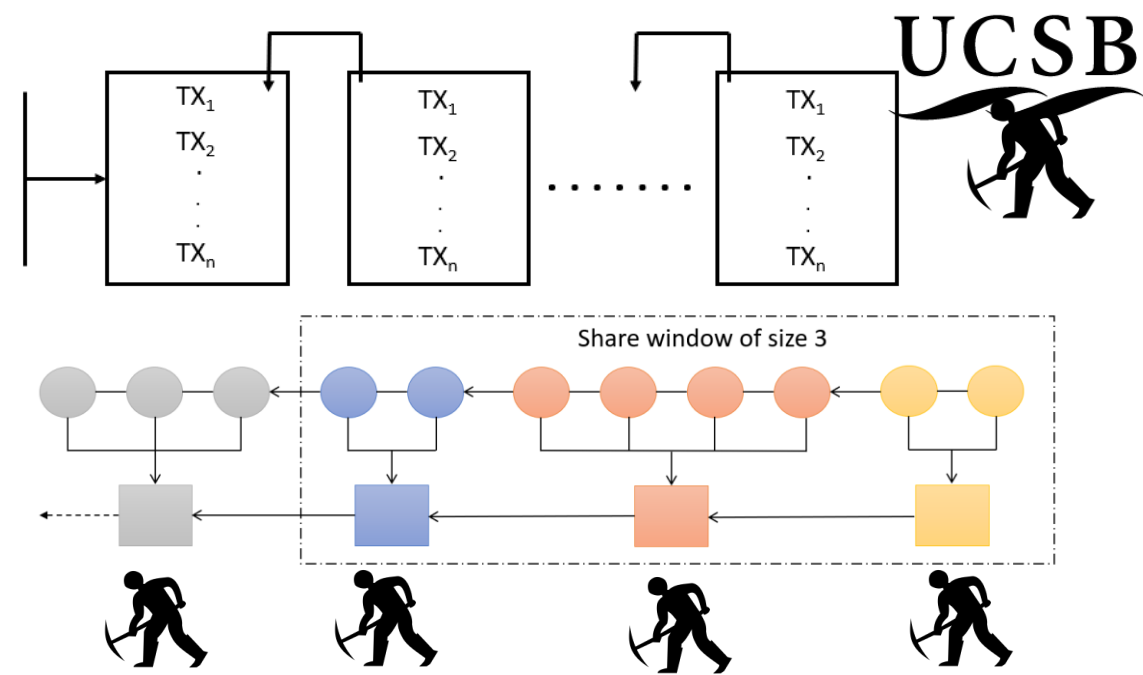 UCSB
TX1
TX2
.
.
.
TXn
TX1
TX2
.
.
.
TXn
.......
TX1
TX2
.
.
.
TXn
Share window of size 3